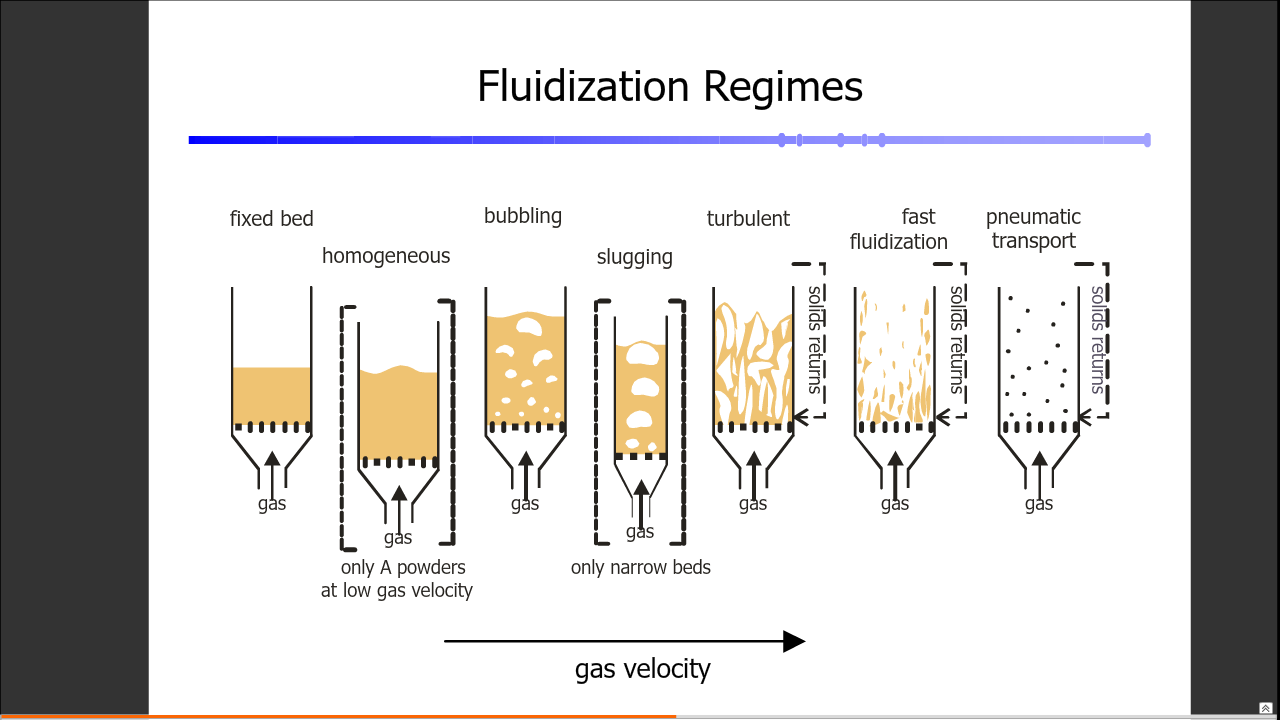 Fluidization Regimes
fixed bed
homogeneous
bubbling
slugging
turbulent
fast
fluidization
pneumatic
transport
solids returns
solids returns
solids returns
gas
gas
gas
gas
gas
gas
gas
only A powders
at low gas velocity
only narrow beds
gas velocity